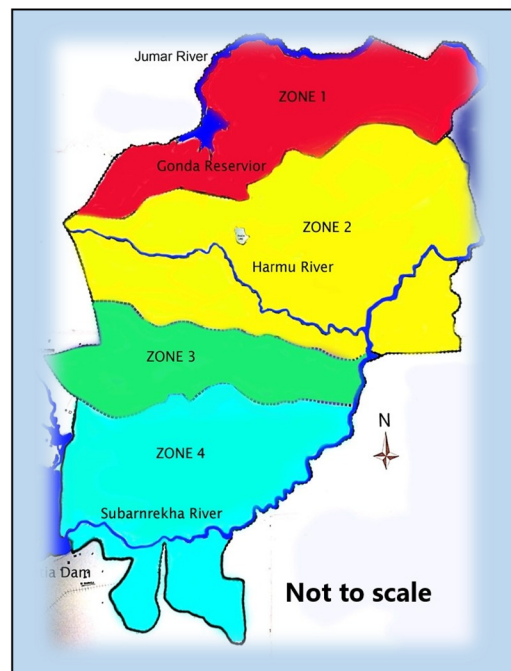 Jumar River
ZONE 1
Gonda Reservior
ZONE 2
Harmu River
ZONE 3
N
ZONE 4
Subarnrekha River
Dam
Not to scale